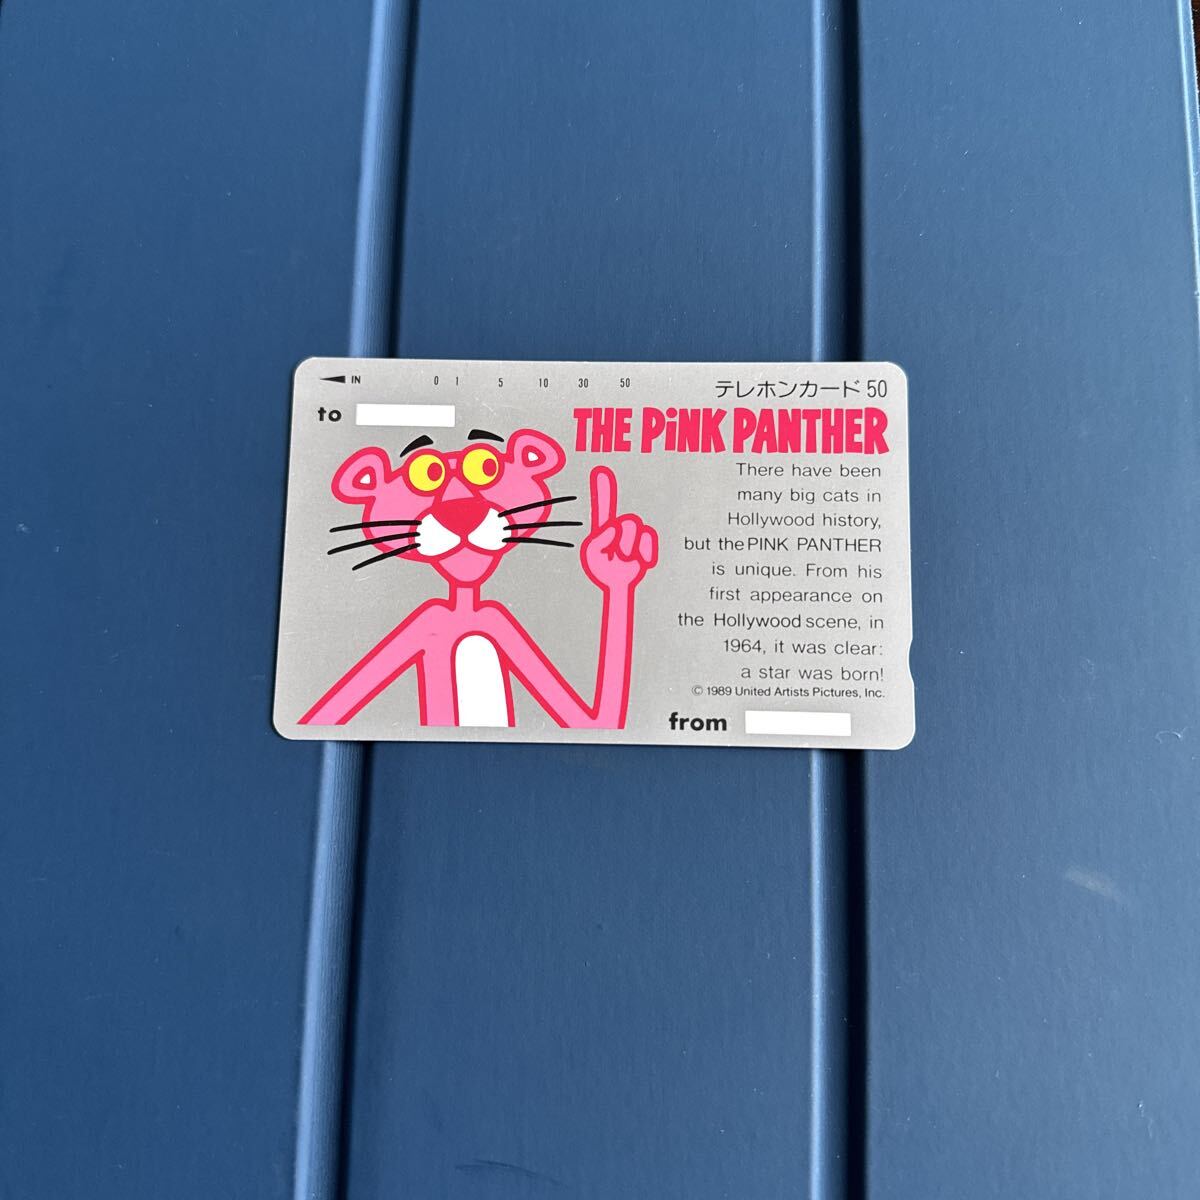 IN 0 1 5 10 30 50
テレホンカード 50
to
THE PiNK PANTHER
There have been
many big cats in
Hollywood history,
but the PINK PANTHER
is unique. From his
first appearance on
the Hollywood scene, in
1964, it was clear:
a star was born!
© 1989 United Artists Pictures, Inc.
from